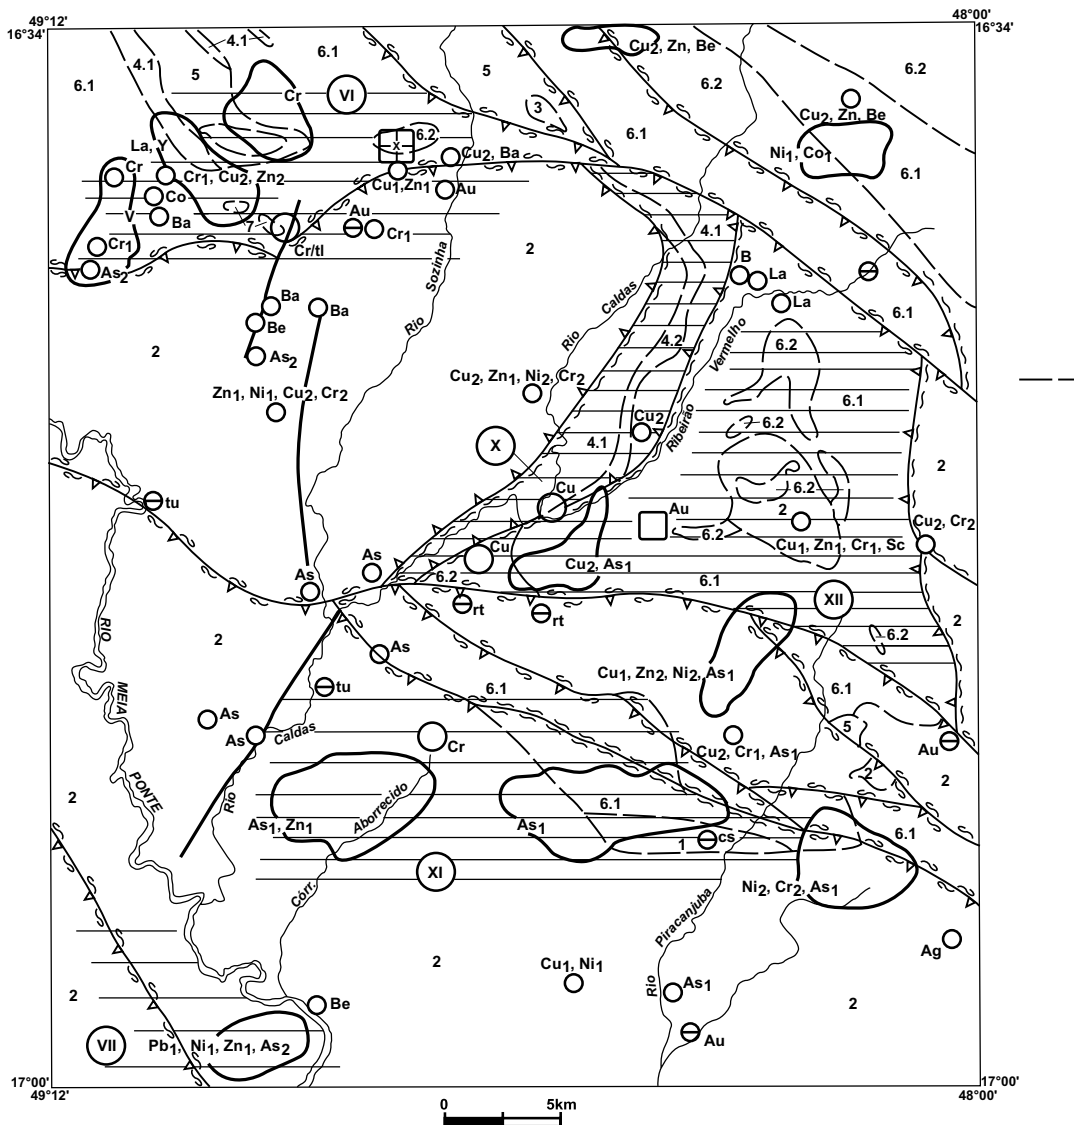 49°12'
48°00'
16°34'
16°34'
4.1
6.1
4.1
5
6.1
5
Cu2, Zn, Be
6.2
6.2
Cr
VI
3
Cu2, Zn, Be
6.1
La, Y
x
6.2
Cu2, Ba
Ni1, Co1
6.1
Cr
Cr1, Cu2, Zn2
Cu1, Zn1
Au
Co
V
Ba
7
Au
Cr1
4.1
Cr1
Cr/tl
2
Sozinha
B
La
As2
Caldas
La
Ba
Ba
Be
Rio
Rio
Vermelho
6.1
2
As2
4.2
6.2
Zn1, Ni1, Cu2, Cr2
Cu2, Zn1, Ni2, Cr2
6.1
Cu2
Ribeirão
6.2
X
4.1
2
Cu
6.2
tu
Au
2
Cu2, Cr2
6.2
Cu1, Zn1, Cr1, Sc
As
Cu
Cu2, As1
As
6.2
6.1
rt
rt
XII
RIO
2
2
6.2
As
Cu1, Zn2, Ni2, As1
MEIA
tu
6.1
6.1
As
5
As
Caldas
Cr
Cu2, Cr1, As1
Au
PONTE
2
2
2
Rio
Aborrecido
As1, Zn1
As1
6.1
6.1
1
cs
XI
Ni2, Cr2, As1
Córr.
Piracanjuba
Ag
2
Cu1, Ni1
2
Be
Rio
As1
2
VII
Pb1, Ni1, Zn1, As2
Au
17°00'
17°00'
49°12'
48°00'
0
5km